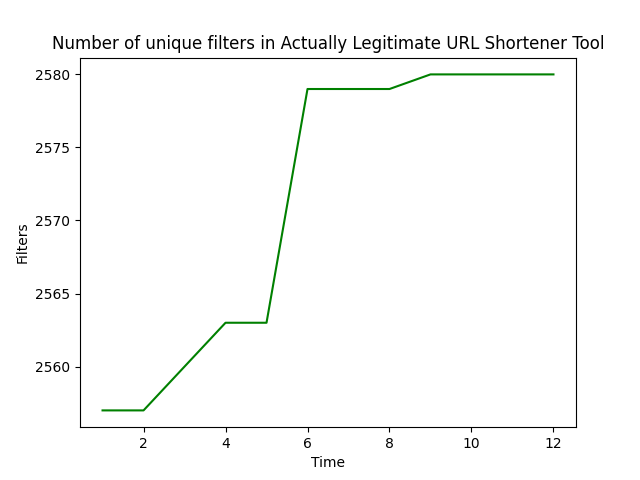 Number of unique filters in Actually Legitimate URL Shortener Tool
2580
2575
2570
2565
2560
Filters
2 4 6 8 10 12
Time